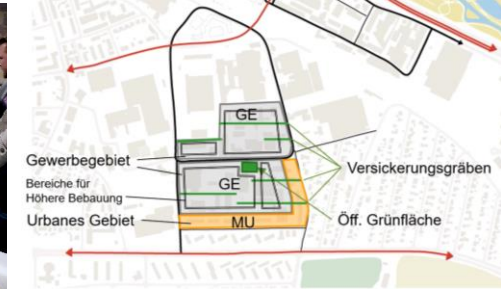 GE
Gewerbegebiet
Bereiche für
Höhere Bebauung
GE
Versickerungsgräben
Urbanes Gebiet
MU
Öff. Grünfläche